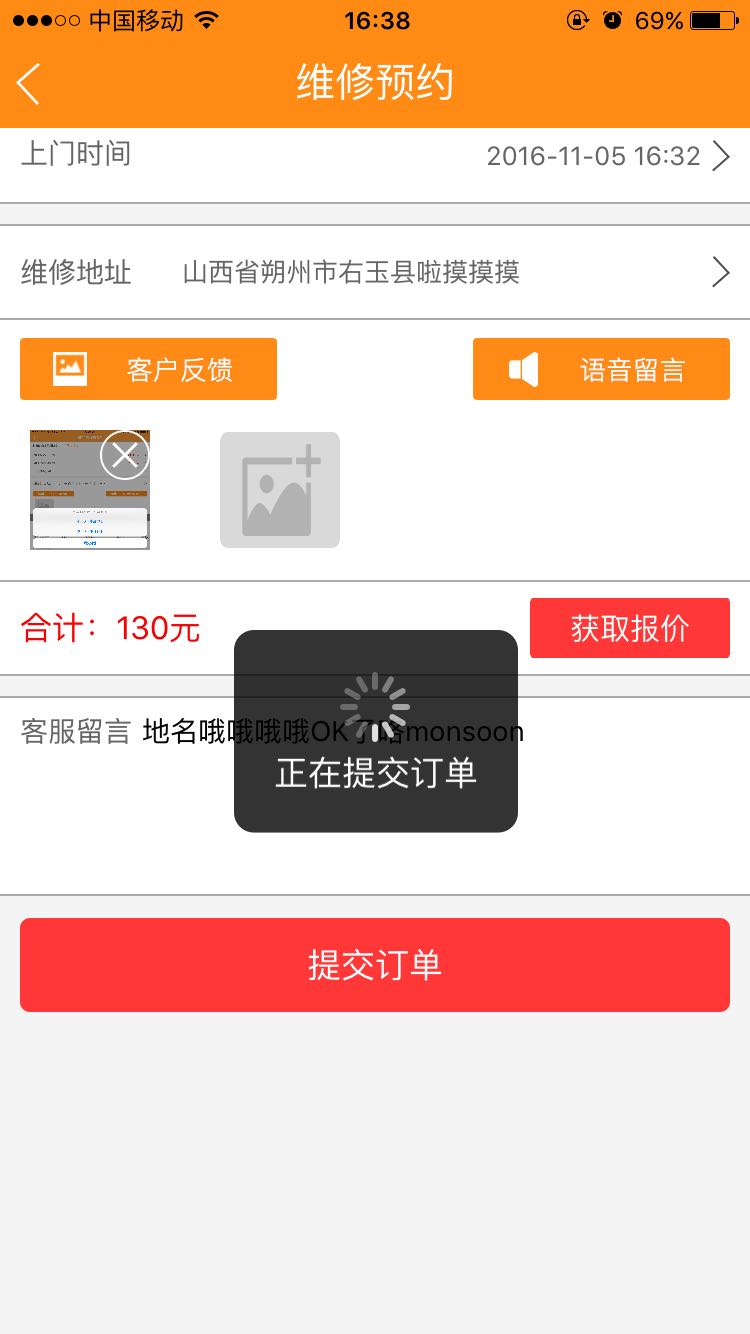 中国移动 16:38 69%
维修预约
上门时间 2016-11-05 16:32
维修地址 山西省朔州市右玉县啦摸摸摸
客户反馈 语音留言
合计：130元 获取报价
客服留言 地名哦哦哦哦OK了咯monsoon
正在提交订单
提交订单